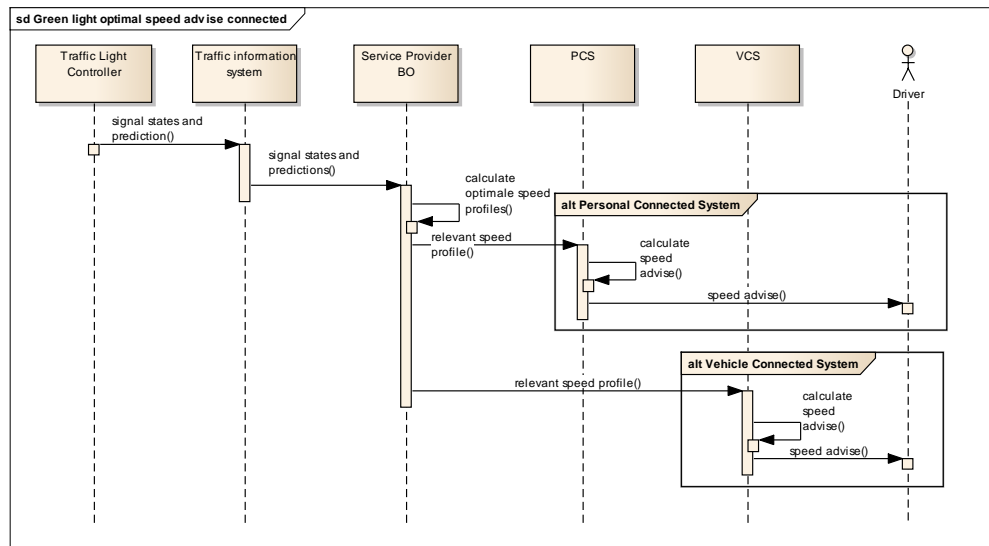 sd Green light optimal speed advise connected
Traffic Light
Controller
Traffic information
system
Service Provider
BO
PCS
VCS
Driver
signal states and
prediction()
signal states and
predictions()
calculate
optimale speed
profiles()
alt Personal Connected System
relevant speed
profile()
calculate
speed
advise()
speed advise()
alt Vehicle Connected System
relevant speed profile()
calculate
speed
advise()
speed advise()